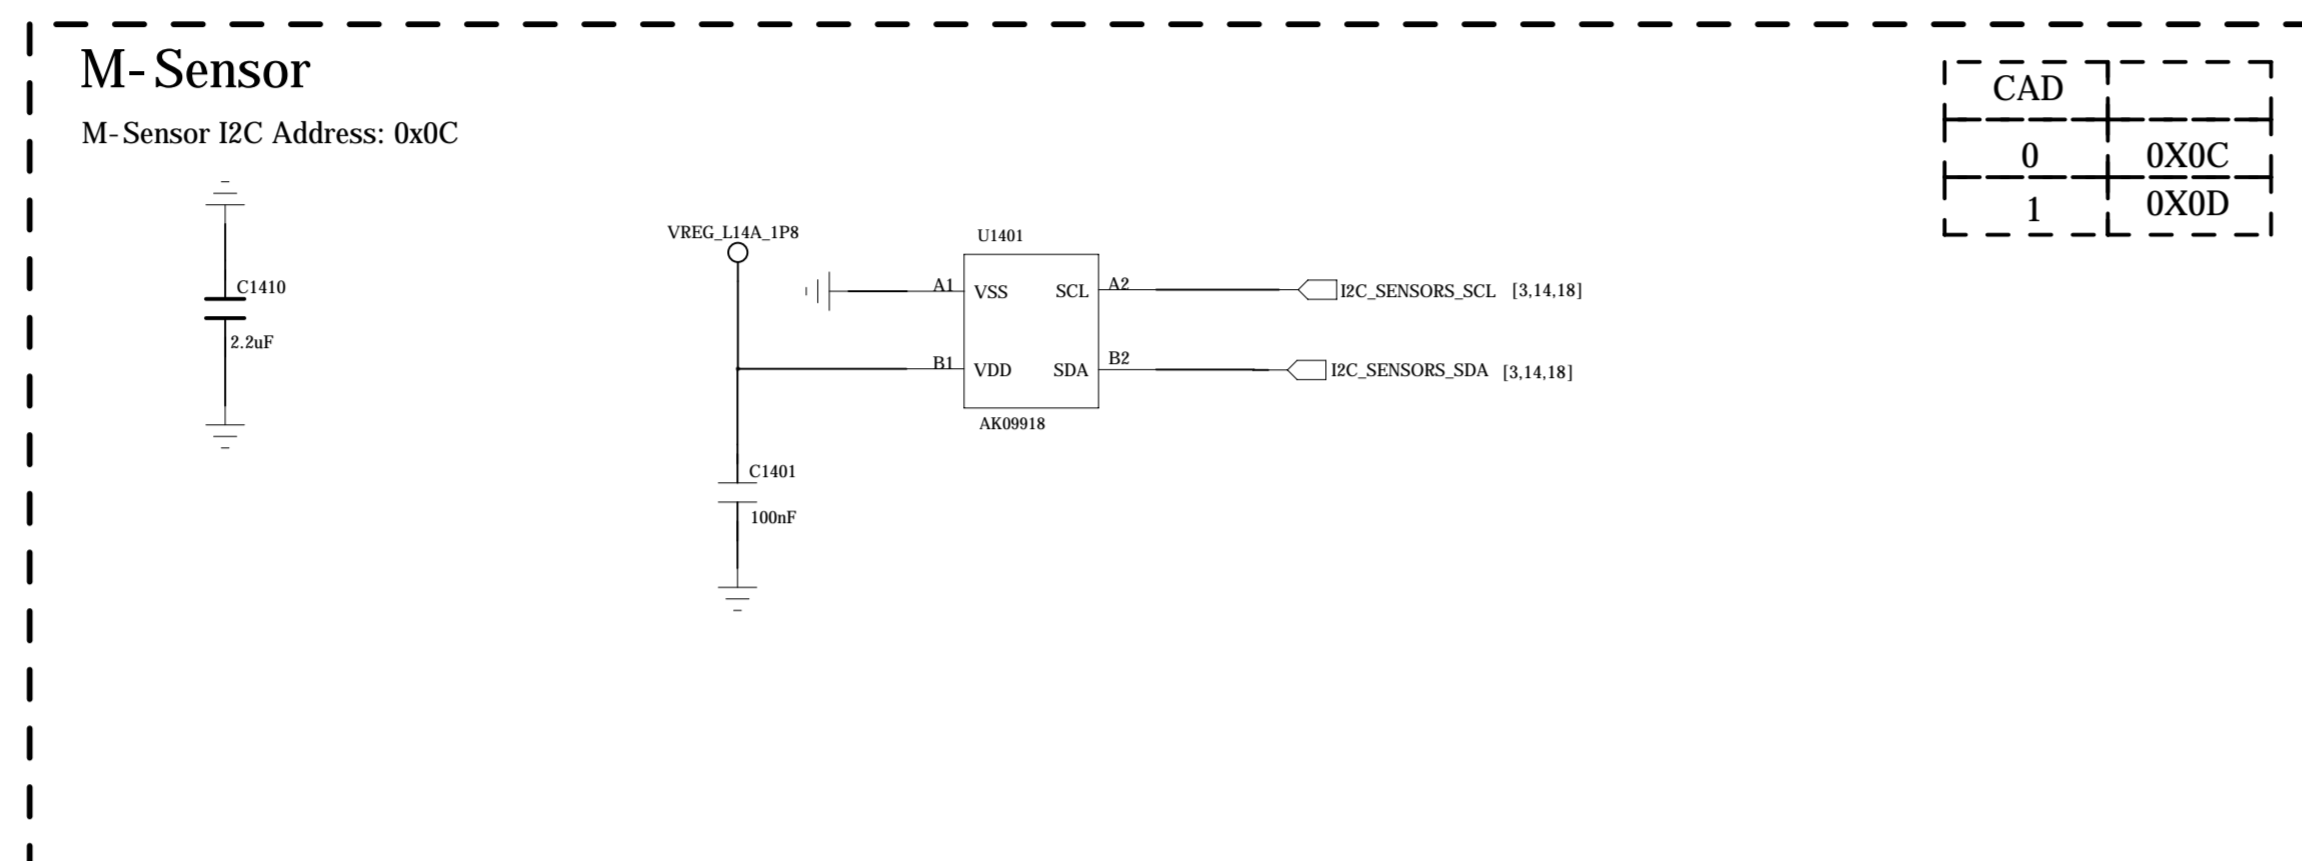 M-Sensor
M-Sensor I2C Address: 0x0C
CAD
0 0X0C
1 0X0D
C1410
2.2uF
VREG_L14A_1P8
U1401
A1 VSS SCL A2 I2C_SENSORS_SCL [3,14,18]
B1 VDD SDA B2 I2C_SENSORS_SDA [3,14,18]
AK09918
C1401
100nF